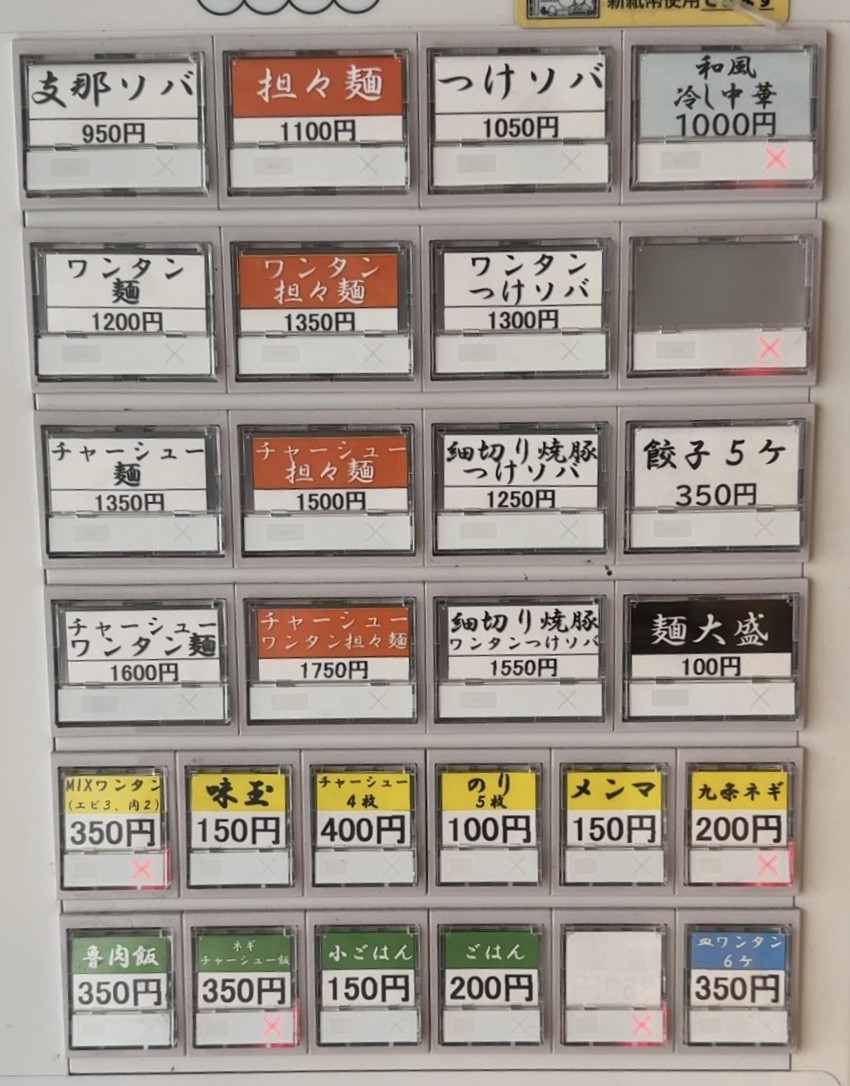 新紙幣使用できます
支那ソバ
950円
担々麺
1100円
つけソバ
1050円
和風
冷し中華
1000円
ワンタン
麺
1200円
ワンタン
担々麺
1350円
ワンタン
つけソバ
1300円
チャーシュー
麺
1350円
チャーシュー
担々麺
1500円
細切り焼豚
つけソバ
1250円
餃子5ケ
350円
チャーシュー
ワンタン麺
1600円
チャーシュー
ワンタン担々麺
1750円
細切り焼豚
ワンタンつけソバ
1550円
麺大盛
100円
MIXワンタン
(エビ3、肉2)
350円
味玉
150円
チャーシュー
4枚
400円
のり
5枚
100円
メンマ
150円
九条ネギ
200円
魯肉飯
350円
ネギ
チャーシュー飯
350円
小ごはん
150円
ごはん
200円
皿ワンタン
6ケ
350円